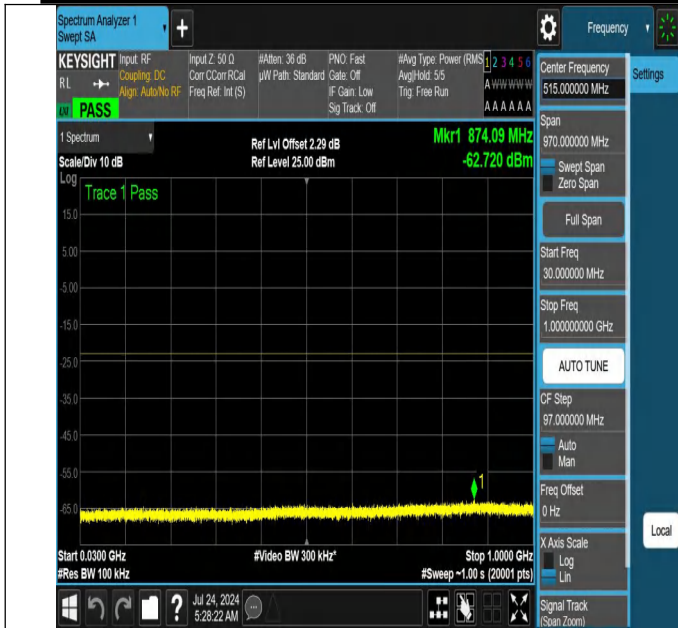 Spectrum Analyzer 1
Swept SA
+
Frequency
KEYSIGHT
RL
PASS
Input: RF
Coupling: DC
Align: Auto/No RF
Input Z: 50 Ω
Corr CCorr RCal
Freq Ref: Int (S)
#Atten: 36 dB
µW Path: Standard
PNO: Fast
Gate: Off
IF Gain: Low
Sig Track: Off
#Avg Type: Power (RMS
Avg|Hold: 5/5
Trig: Free Run
1 2 3 4 5 6
A W W W W W
A A A A A A
1 Spectrum
Scale/Div 10 dB
Ref Lvl Offset 2.29 dB
Ref Level 25.00 dBm
Mkr1 874.09 MHz
-62.720 dBm
Log
Trace 1 Pass
15.0
5.00
-5.00
-15.0
-25.0
-35.0
-45.0
-55.0
-65.0
1
Start 0.0300 GHz
#Res BW 100 kHz
#Video BW 300 kHz*
Stop 1.0000 GHz
#Sweep ~1.00 s (20001 pts)
?
Jul 24, 2024
5:28:22 AM
Center Frequency
515.000000 MHz
Settings
Span
970.000000 MHz
Swept Span
Zero Span
Full Span
Start Freq
30.000000 MHz
Stop Freq
1.000000000 GHz
AUTO TUNE
CF Step
97.000000 MHz
Auto
Man
Freq Offset
0 Hz
X Axis Scale
Log
Lin
Local
Signal Track
(Span Zoom)